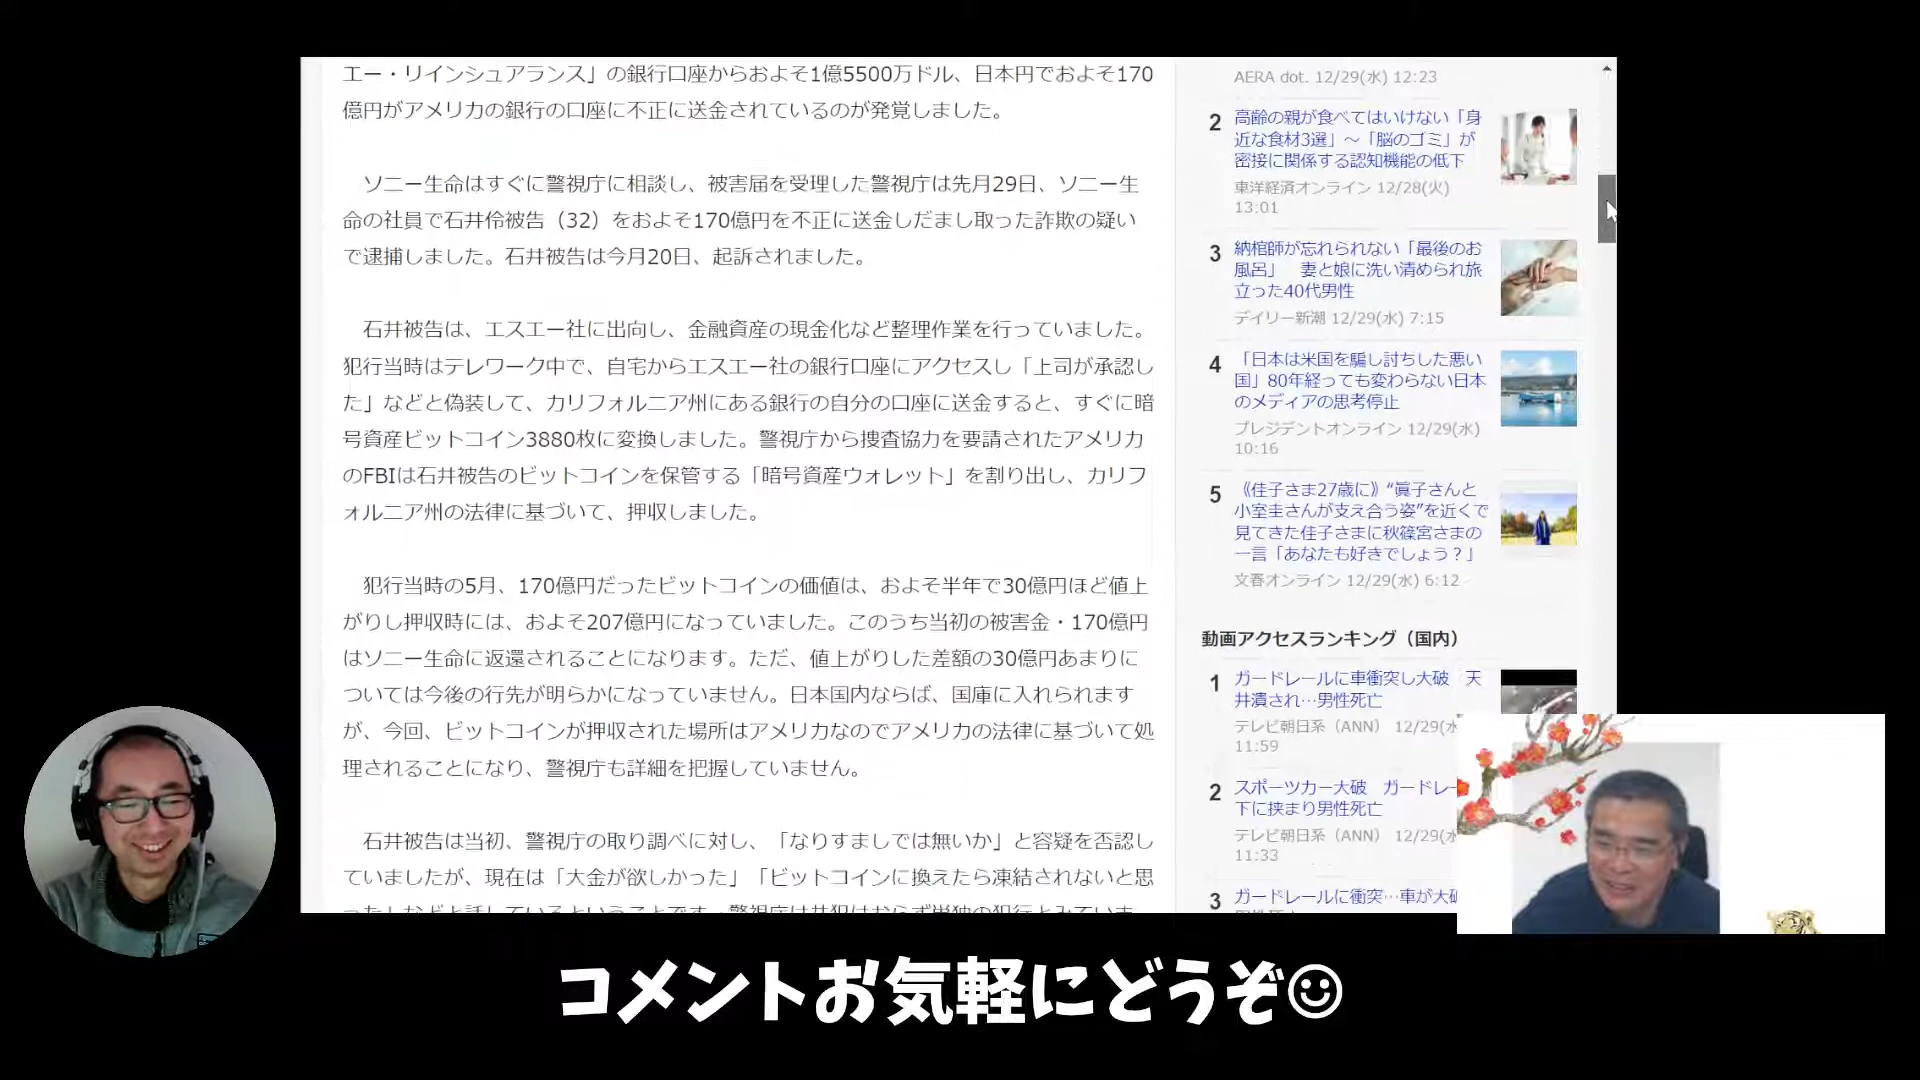 エー・リインシュアランス」の銀行口座からおよそ1億5500万ドル、日本円でおよそ170
億円がアメリカの銀行の口座に不正に送金されているのが発覚しました。
ソニー生命はすぐに警視庁に相談し、被害届を受理した警視庁は先月29日、ソニー生
命の社員で石井伶被告（32）をおよそ170億円を不正に送金しだまし取った詐欺の疑い
で逮捕しました。石井被告は今月20日、起訴されました。
石井被告は、エスエー社に出向し、金融資産の現金化など整理作業を行っていました。
犯行当時はテレワーク中で、自宅からエスエー社の銀行口座にアクセスし「上司が承認し
た」などと偽装して、カリフォルニア州にある銀行の自分の口座に送金すると、すぐに暗
号資産ビットコイン3880枚に変換しました。警視庁から捜査協力を要請されたアメリカ
のFBIは石井被告のビットコインを保管する「暗号資産ウォレット」を割り出し、カリフ
ォルニア州の法律に基づいて、押収しました。
犯行当時の5月、170億円だったビットコインの価値は、およそ半年で30億円ほど値上
がりし押収時には、およそ207億円になっていました。このうち当初の被害金・170億円
はソニー生命に返還されることになります。ただ、値上がりした差額の30億円あまりに
ついては今後の行先が明らかになっていません。日本国内ならば、国庫に入れられます
が、今回、ビットコインが押収された場所はアメリカなのでアメリカの法律に基づいて処
理されることになり、警視庁も詳細を把握していません。
石井被告は当初、警視庁の取り調べに対し、「なりすましでは無いか」と容疑を否認し
ていましたが、現在は「大金が欲しかった」「ビットコインに換えたら凍結されないと思
AERA dot. 12/29(水) 12:23
2
高齢の親が食べてはいけない「身
近な食材3選」～「脳のゴミ」が
密接に関係する認知機能の低下
東洋経済オンライン 12/28(火)
13:01
3
納棺師が忘れられない「最後のお
風呂」 妻と娘に洗い清められ旅
立った40代男性
デイリー新潮 12/29(水) 7:15
4
「日本は米国を騙し討ちした悪い
国」80年経っても変わらない日本
のメディアの思考停止
プレジデントオンライン 12/29(水)
10:16
5
《佳子さま27歳に》“眞子さんと
小室圭さんが支え合う姿”を近くで
見てきた佳子さまに秋篠宮さまの
一言「あなたも好きでしょう？」
文春オンライン 12/29(水) 6:12
動画アクセスランキング（国内）
1
ガードレールに車衝突し大破 天
井潰され…男性死亡
テレビ朝日系（ANN） 12/29(水
11:59
2
スポーツカー大破 ガードレー
下に挟まり男性死亡
テレビ朝日系（ANN） 12/29(水
11:33
3
ガードレールに衝突…車が大破
コメントお気軽にどうぞ☺